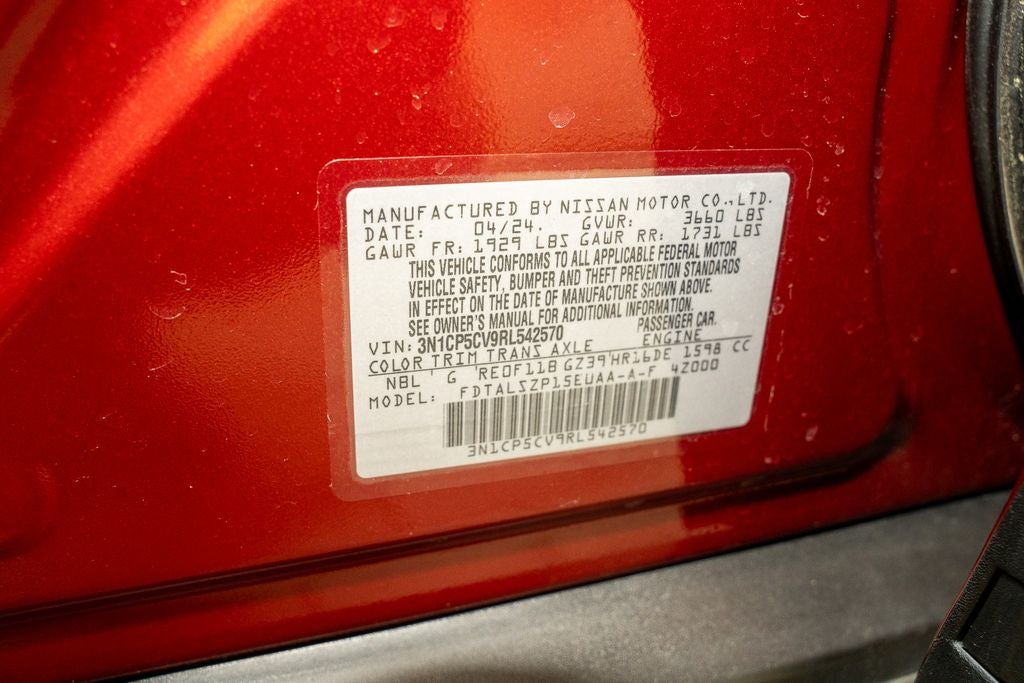 MANUFACTURED BY NISSAN MOTOR CO.,LTD.
DATE: 04/24. GVWR: 3660 LBS
GAWR FR: 1929 LBS GAWR RR: 1731 LBS
THIS VEHICLE CONFORMS TO ALL APPLICABLE FEDERAL MOTOR
VEHICLE SAFETY, BUMPER AND THEFT PREVENTION STANDARDS
IN EFFECT ON THE DATE OF MANUFACTURE SHOWN ABOVE.
SEE OWNER'S MANUAL FOR ADDITIONAL INFORMATION.
VIN: 3N1CP5CV9RL542570 PASSENGER CAR.
COLOR TRIM TRANS AXLE ENGINE
NBL ' G 'RE0F11B GZ39'HR16DE 1598 CC
MODEL: FDTALSZP15EUAA-A-F 4Z000
3N1CP5CV9RL542570